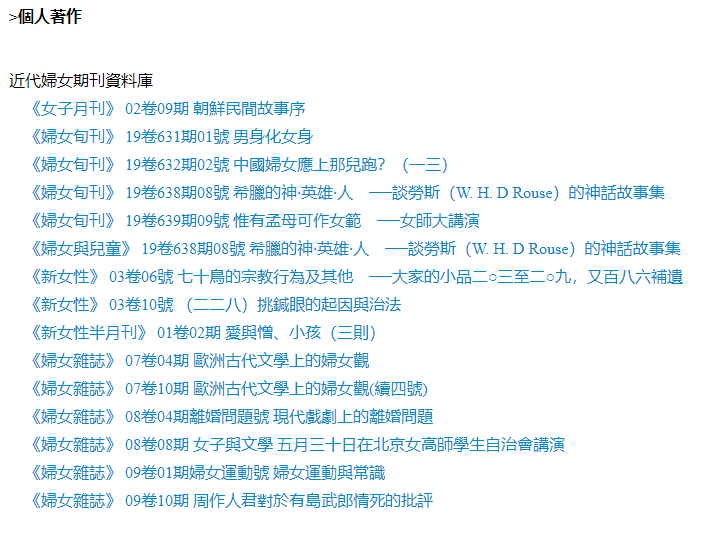 >個人著作
近代婦女期刊資料庫
《女子月刊》 02卷09期 朝鮮民間故事序
《婦女旬刊》 19卷631期01號 男身化女身
《婦女旬刊》 19卷632期02號 中國婦女應上那兒跑？（一三）
《婦女旬刊》 19卷638期08號 希臘的神·英雄·人　──談勞斯（W. H. D Rouse）的神話故事集
《婦女旬刊》 19卷639期09號 惟有孟母可作女範　──女師大講演
《婦女與兒童》 19卷638期08號 希臘的神·英雄·人　──談勞斯（W. H. D Rouse）的神話故事集
《新女性》 03卷06號 七十鳥的宗教行為及其他　──大家的小品二○三至二○九，又百八六補遺
《新女性》 03卷10號 （二二八）挑鍼眼的起因與治法
《新女性半月刊》 01卷02期 愛與憎、小孩（三則）
《婦女雜誌》 07卷04期 歐洲古代文學上的婦女觀
《婦女雜誌》 07卷10期 歐洲古代文學上的婦女觀(續四號)
《婦女雜誌》 08卷04期離婚問題號 現代戲劇上的離婚問題
《婦女雜誌》 08卷08期 女子與文學 五月三十日在北京女高師學生自治會講演
《婦女雜誌》 09卷01期婦女運動號 婦女運動與常識
《婦女雜誌》 09卷10期 周作人君對於有島武郎情死的批評